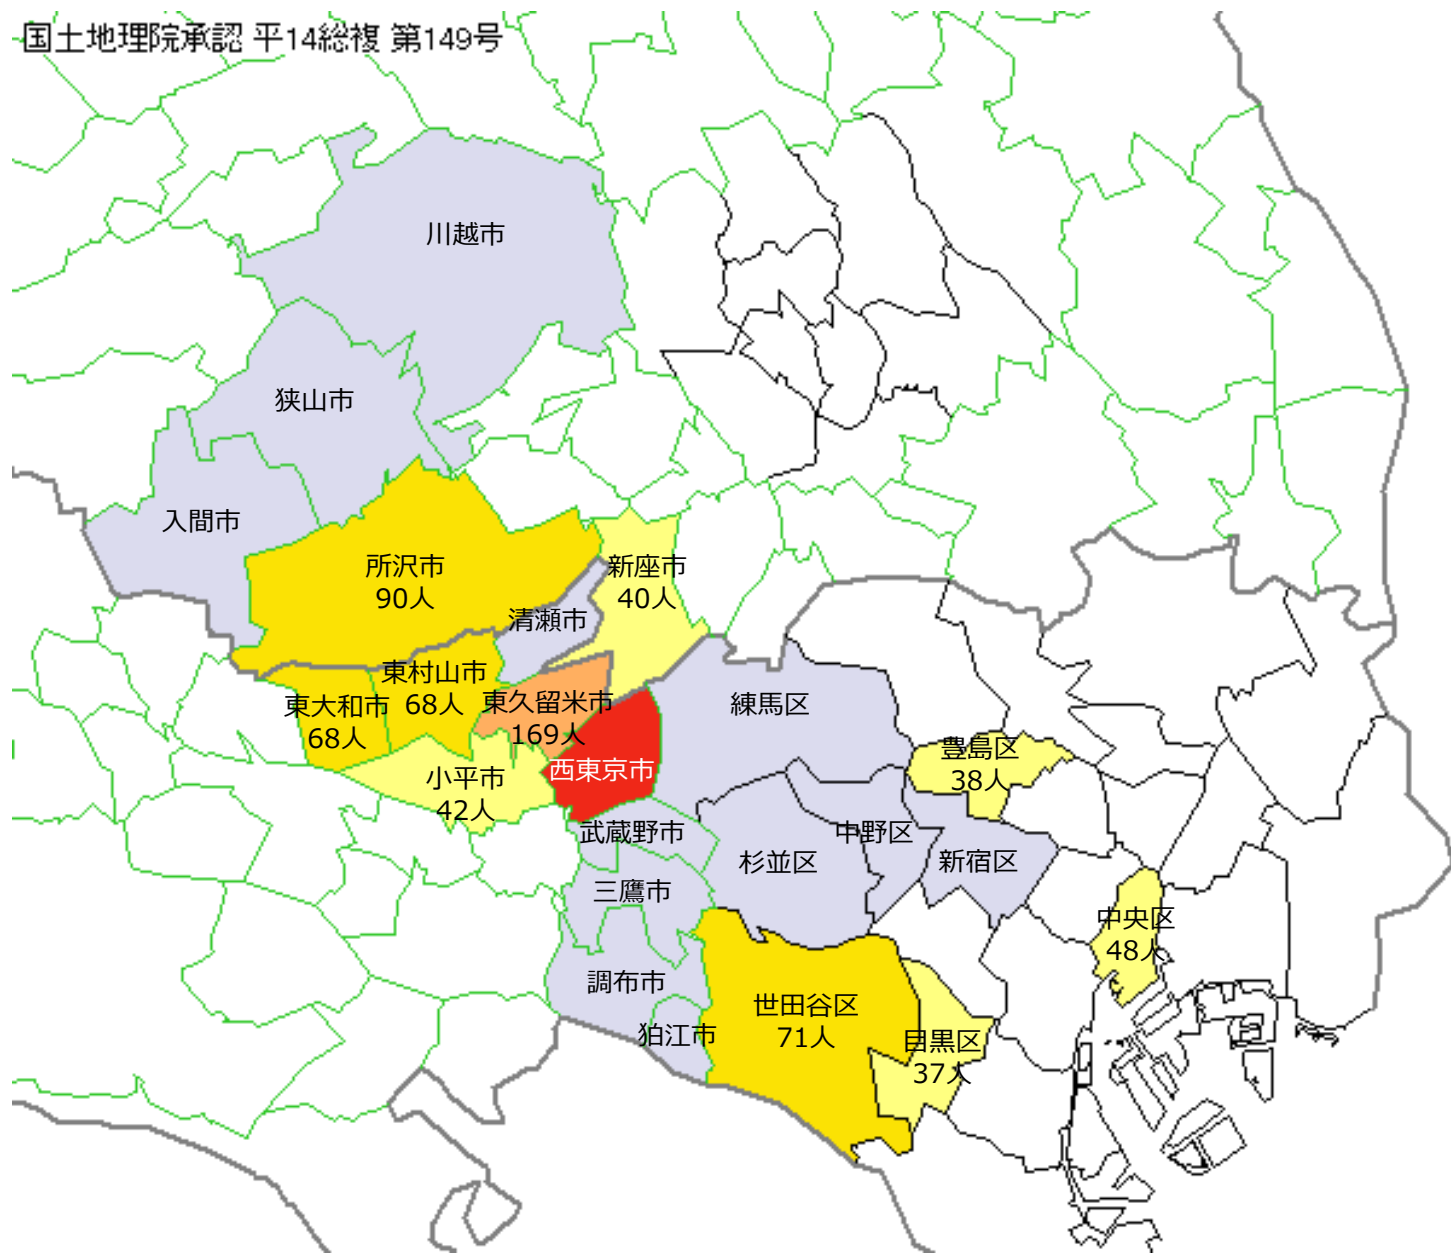 国土地理院承認 平14総複 第149号
川越市
狭山市
入間市
所沢市
90人
新座市
40人
清瀬市
東村山市
68人
東大和市
68人
東久留米市
169人
練馬区
西東京市
小平市
42人
豊島区
38人
武蔵野市
中野区
杉並区
新宿区
三鷹市
中央区
48人
調布市
狛江市
世田谷区
71人
目黒区
37人